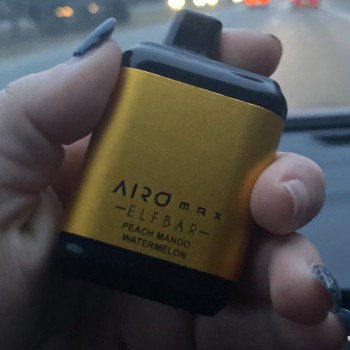 AIRO MAX
-ELFBAR-
PEACH MANGO
WATERMELON